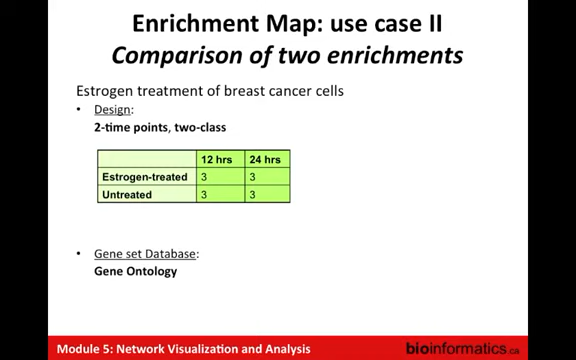 Enrichment Map: use case II
Comparison of two enrichments
Estrogen treatment of breast cancer cells
• Design:
2-time points, two-class
12 hrs 24 hrs
Estrogen-treated 3 3
Untreated 3 3
• Gene set Database:
Gene Ontology
Module 5: Network Visualization and Analysis
bioinformatics.ca